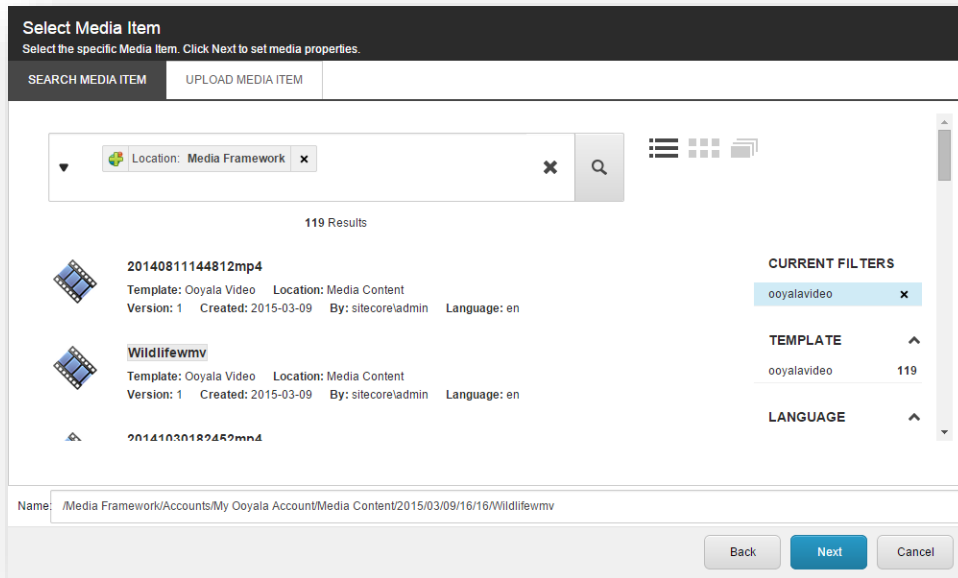 Select Media Item
Select the specific Media Item. Click Next to set media properties.
SEARCH MEDIA ITEM UPLOAD MEDIA ITEM
Location: Media Framework
119 Results
20140811144812mp4
Template: Ooyala Video Location: Media Content
Version: 1 Created: 2015-03-09 By: sitecore\admin Language: en
Wildlifewmv
Template: Ooyala Video Location: Media Content
Version: 1 Created: 2015-03-09 By: sitecore\admin Language: en
20141030182452mp4
CURRENT FILTERS
ooyalavideo
TEMPLATE
ooyalavideo 119
LANGUAGE
Name: /Media Framework/Accounts/My Ooyala Account/Media Content/2015/03/09/16/16/Wildlifewmv
Back Next Cancel